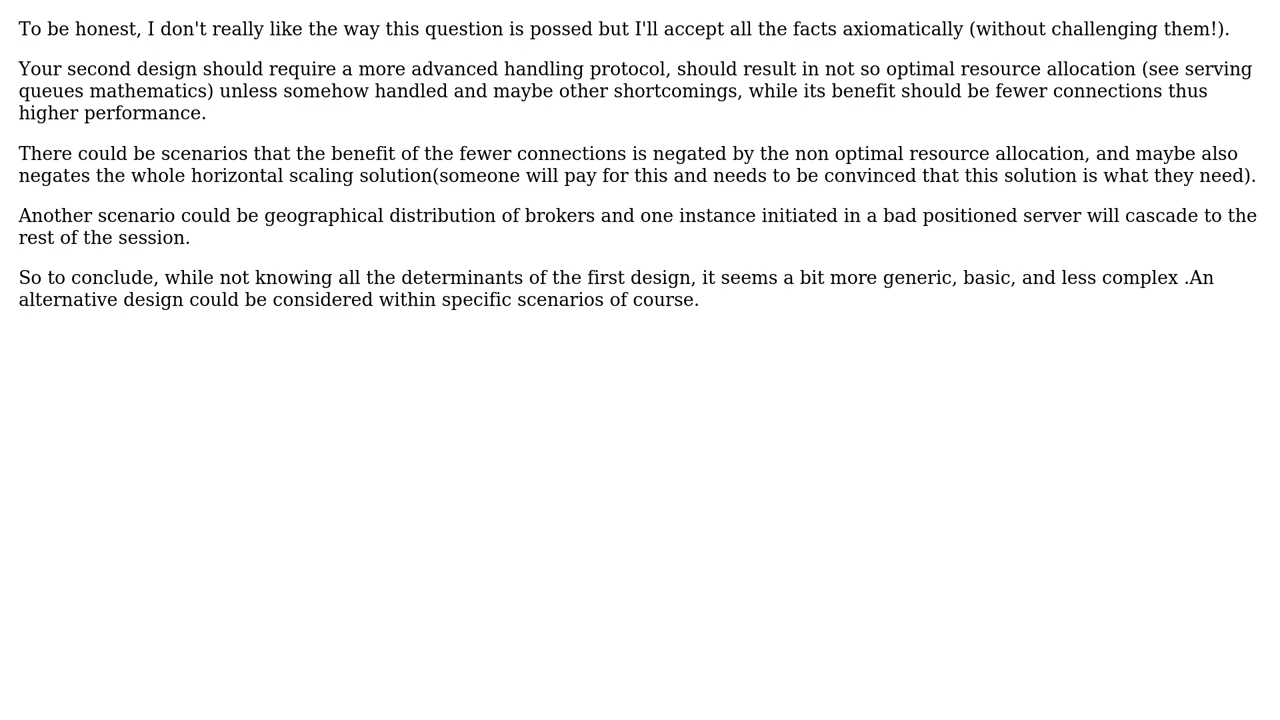 To be honest, I don't really like the way this question is possed but I'll accept all the facts axiomatically (without challenging them!).
Your second design should require a more advanced handling protocol, should result in not so optimal resource allocation (see serving
queues mathematics) unless somehow handled and maybe other shortcomings, while its benefit should be fewer connections thus
higher performance.
There could be scenarios that the benefit of the fewer connections is negated by the non optimal resource allocation, and maybe also
negates the whole horizontal scaling solution(someone will pay for this and needs to be convinced that this solution is what they need).
Another scenario could be geographical distribution of brokers and one instance initiated in a bad positioned server will cascade to the
rest of the session.
So to conclude, while not knowing all the determinants of the first design, it seems a bit more generic, basic, and less complex .An
alternative design could be considered within specific scenarios of course.